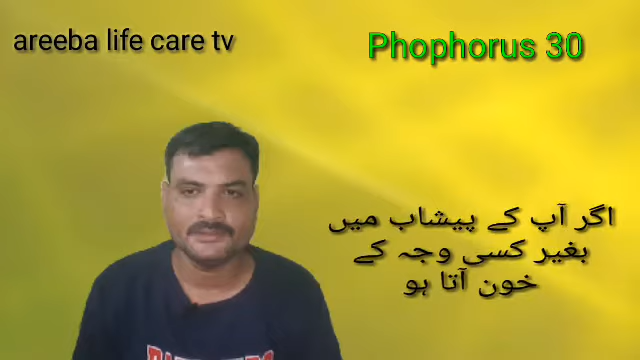 areeba life care tv
Phophorus 30
اگر آپ کے پیشاب میں
بغیر کسی وجہ کے
خون آتا ہو